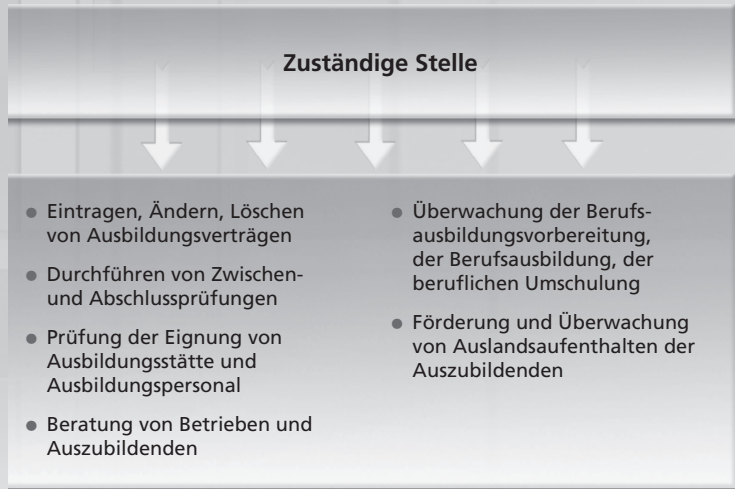 Zuständige Stelle
● Eintragen, Ändern, Löschen
von Ausbildungsverträgen
● Durchführen von Zwischen-
und Abschlussprüfungen
● Prüfung der Eignung von
Ausbildungsstätte und
Ausbildungspersonal
● Beratung von Betrieben und
Auszubildenden
● Überwachung der Berufs-
ausbildungsvorbereitung,
der Berufsausbildung, der
beruflichen Umschulung
● Förderung und Überwachung
von Auslandsaufenthalten der
Auszubildenden